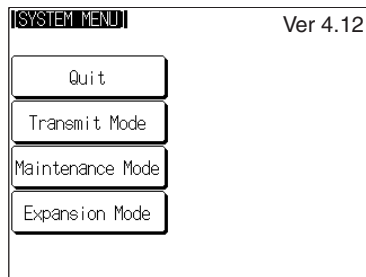 [SYSTEM MENU]
Ver 4.12
Quit
Transmit Mode
Maintenance Mode
Expansion Mode